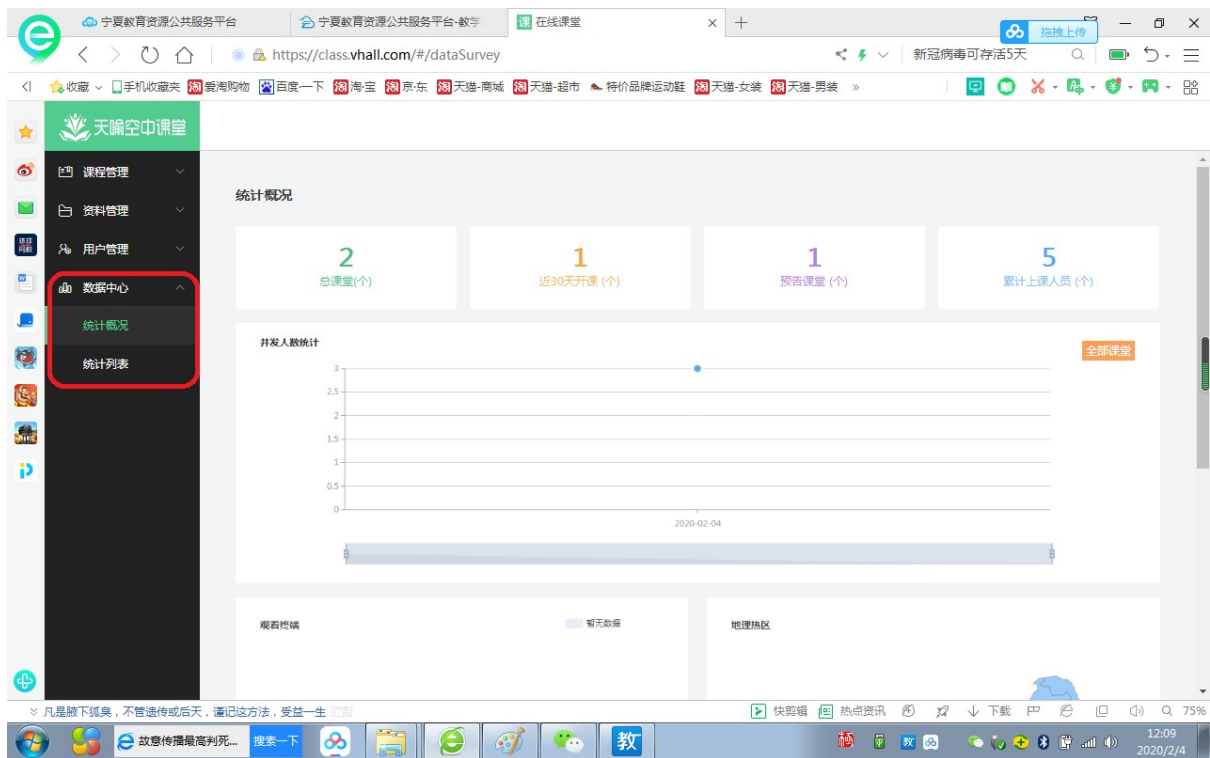 宁夏教育资源公共服务平台
宁夏教育资源公共服务平台-教学
课 在线课堂
拖拽上传
https://class.vhall.com/#/dataSurvey
新冠病毒可存活5天
收藏
手机收藏夹
淘 爱淘购物
百度一下
淘 淘·宝
淘 京·东
淘 天猫-商城
淘 天猫-超市
特价品牌运动鞋
淘 天猫-女装
淘 天猫-男装
天喻空中课堂
课程管理
资料管理
用户管理
数据中心
统计概况
统计列表
统计概况
2
总课堂(个)
1
近30天开课 (个)
1
预告课堂 (个)
5
累计上课人员 (个)
并发人数统计
全部课堂
3
2.5
2
1.5
1
0.5
0
2020-02-04
观看终端
暂无数据
地理热区
凡是腋下狐臭，不管遗传或后天，谨记这方法，受益一生
快剪辑
热点资讯
下载
75%
故意传播最高判死...
搜索一下
教
12:09
2020/2/4